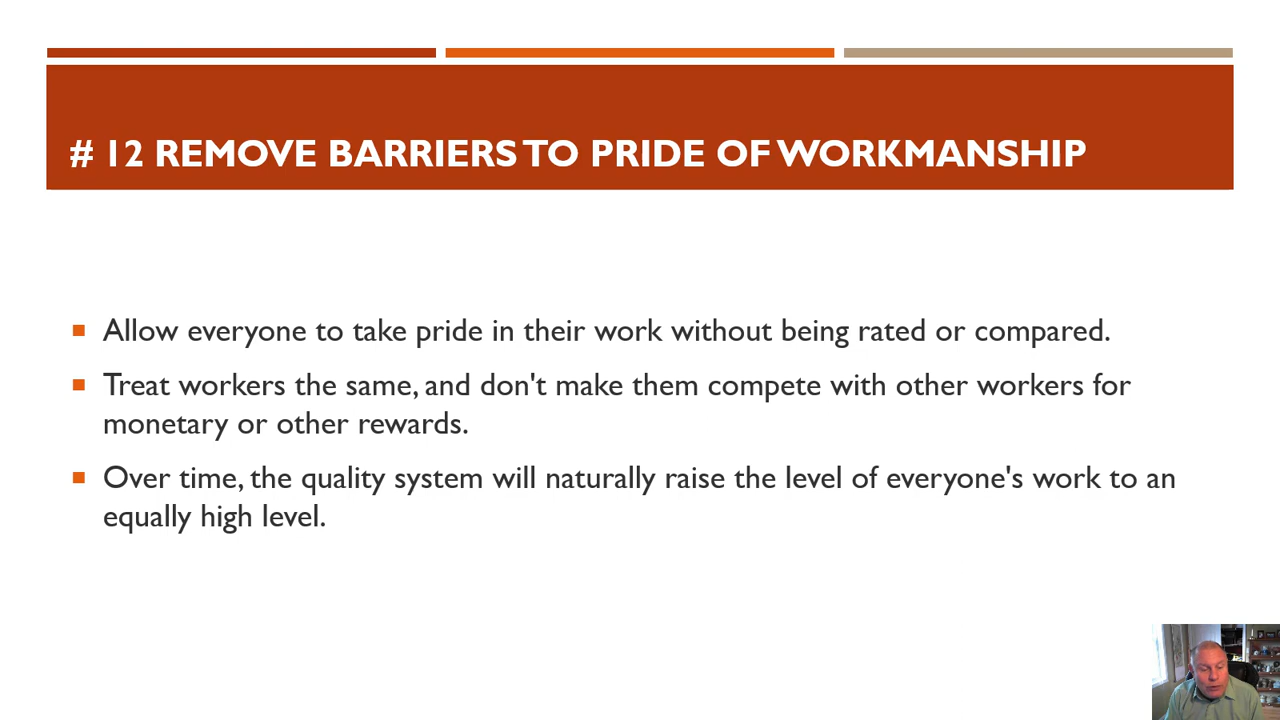 # 12 REMOVE BARRIERS TO PRIDE OF WORKMANSHIP
Allow everyone to take pride in their work without being rated or compared.
Treat workers the same, and don't make them compete with other workers for
monetary or other rewards.
Over time, the quality system will naturally raise the level of everyone's work to an
equally high level.